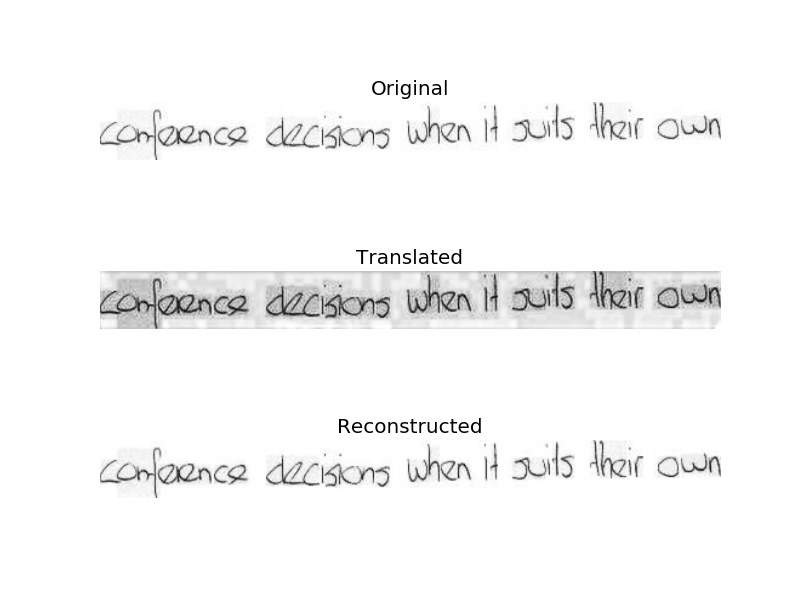 Original
conference decisions when it suits their own
Translated
conference decisions when it suits their own
Reconstructed
conference decisions when it suits their own